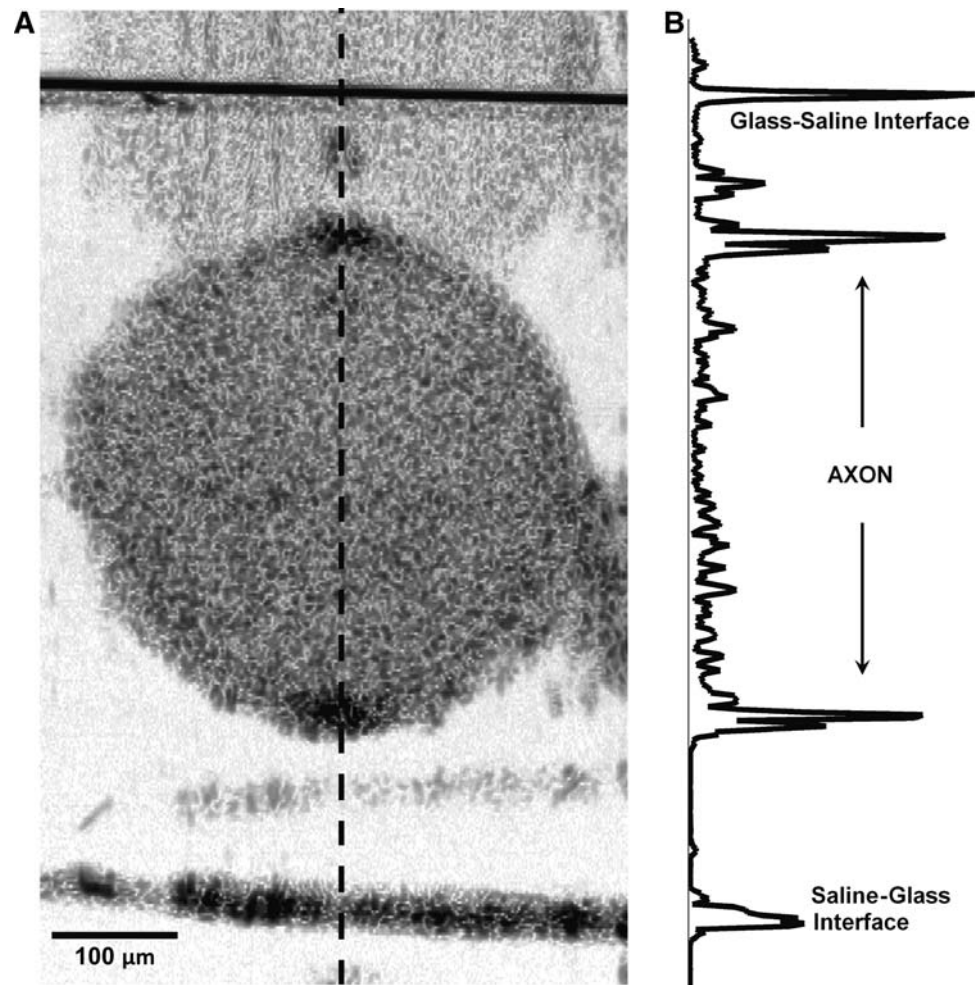 A
B
Glass-Saline Interface
AXON
Saline-Glass
Interface
100 μm